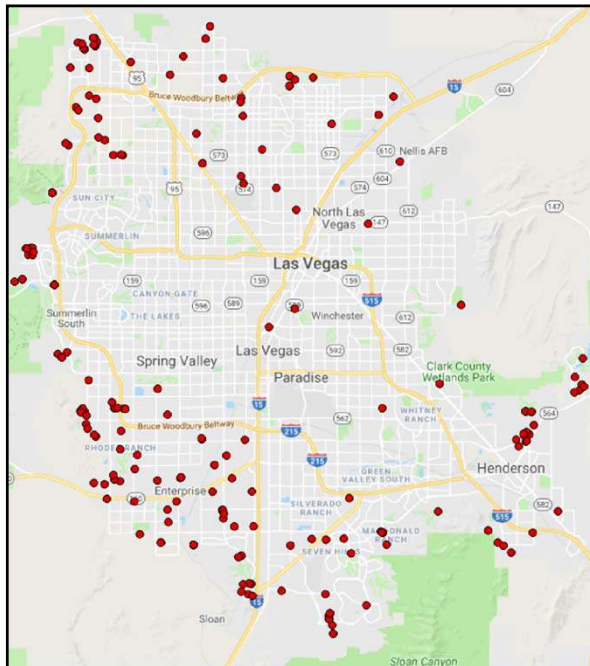 95
15
604
Bruce Woodbury Beltway
573
573
610
Nellis AFB
604
574
574
SUN CITY
95
612
North Las
Vegas
147
147
596
SUMMERLIN
Las Vegas
159
159
159
CANYON GATE
515
Summerlin
South
596
589
THE LAKES
Winchester
612
Las Vegas
592
582
Spring Valley
Clark County
Wetlands Park
Paradise
15
562
WHITNEY
RANCH
564
Bruce Woodbury Beltway
215
RHODES RANCH
215
Henderson
GREEN
VALLEY SOUTH
Enterprise
SILVERADO
RANCH
582
515
MACDONALD
RANCH
SEVEN HILLS
15
Sloan
Sloan Canyon